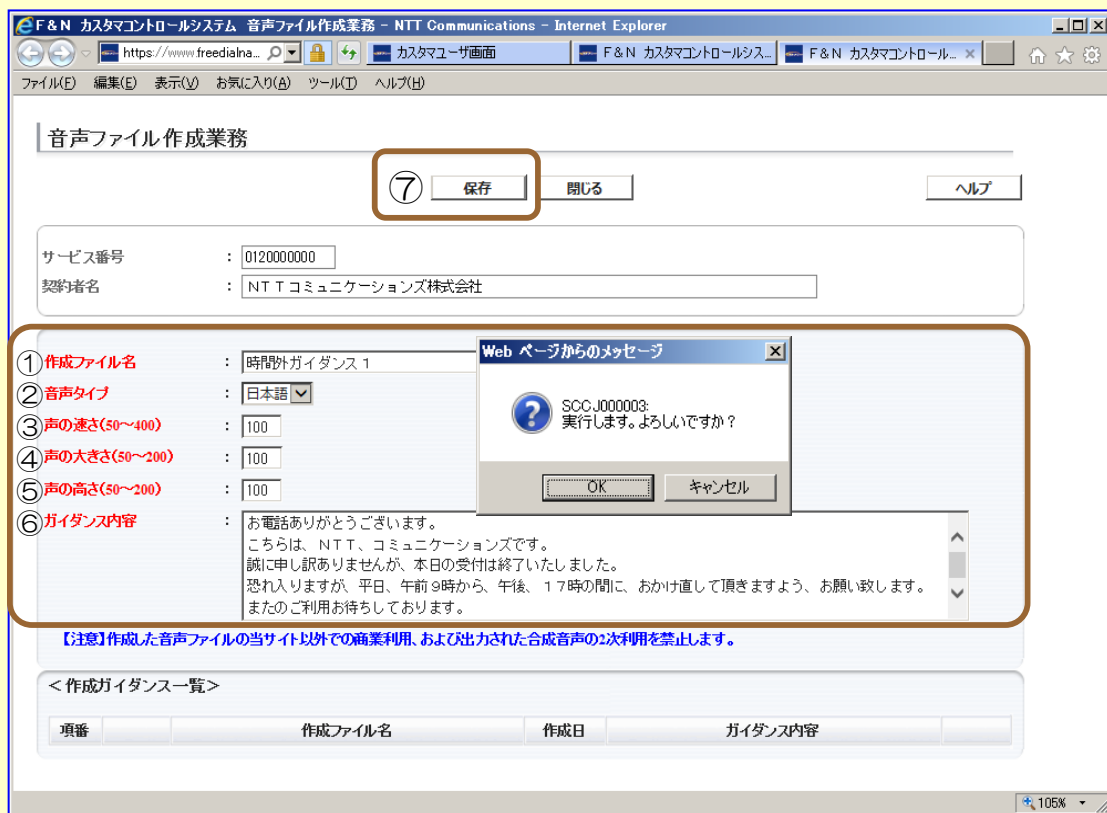 F&N カスタマコントロールシステム 音声ファイル作成業務 - NTT Communications - Internet Explorer
https://www.freedialna...
カスタマユーザ画面
F&N カスタマコントロールシス...
F&N カスタマコントロール...
ファイル(F) 編集(E) 表示(V) お気に入り(A) ツール(T) ヘルプ(H)
音声ファイル作成業務
⑦ 保存 閉じる ヘルプ
サービス番号 : 0120000000
契約者名 : NTTコミュニケーションズ株式会社
①作成ファイル名 : 時間外ガイダンス1
②音声タイプ : 日本語
③声の速さ(50~400) : 100
④声の大きさ(50~200) : 100
⑤声の高さ(50~200) : 100
⑥ガイダンス内容 :
Web ページからのメッセージ
SCCJ000003:
実行します。よろしいですか?
OK キャンセル
お電話ありがとうございます。
こちらは、NTT、コミュニケーションズです。
誠に申し訳ありませんが、本日の受付は終了いたしました。
恐れ入りますが、平日、午前9時から、午後、17時の間に、おかけ直して頂きますよう、お願い致します。
またのご利用お待ちしております。
【注意】作成した音声ファイルの当サイト以外での商業利用、および出力された合成音声の2次利用を禁止します。
<作成ガイダンス一覧>
項番 作成ファイル名 作成日 ガイダンス内容
105%